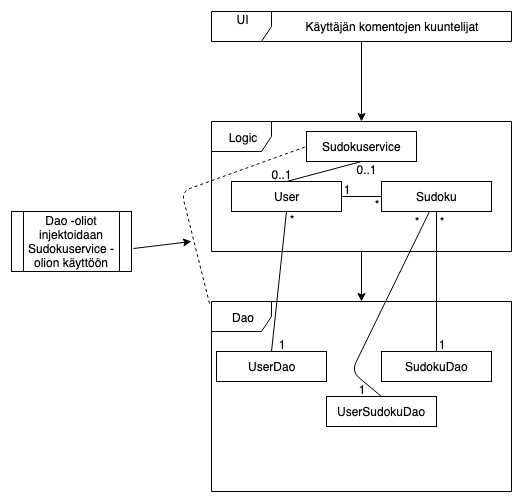 UI
Käyttäjän komentojen kuuntelijat
Logic
Sudokuservice
0..1
0..1
User
1
*
Sudoku
*
*
*
Dao -oliot
injektoidaan
Sudokuservice -
olion käyttöön
Dao
1
1
UserDao
SudokuDao
1
UserSudokuDao